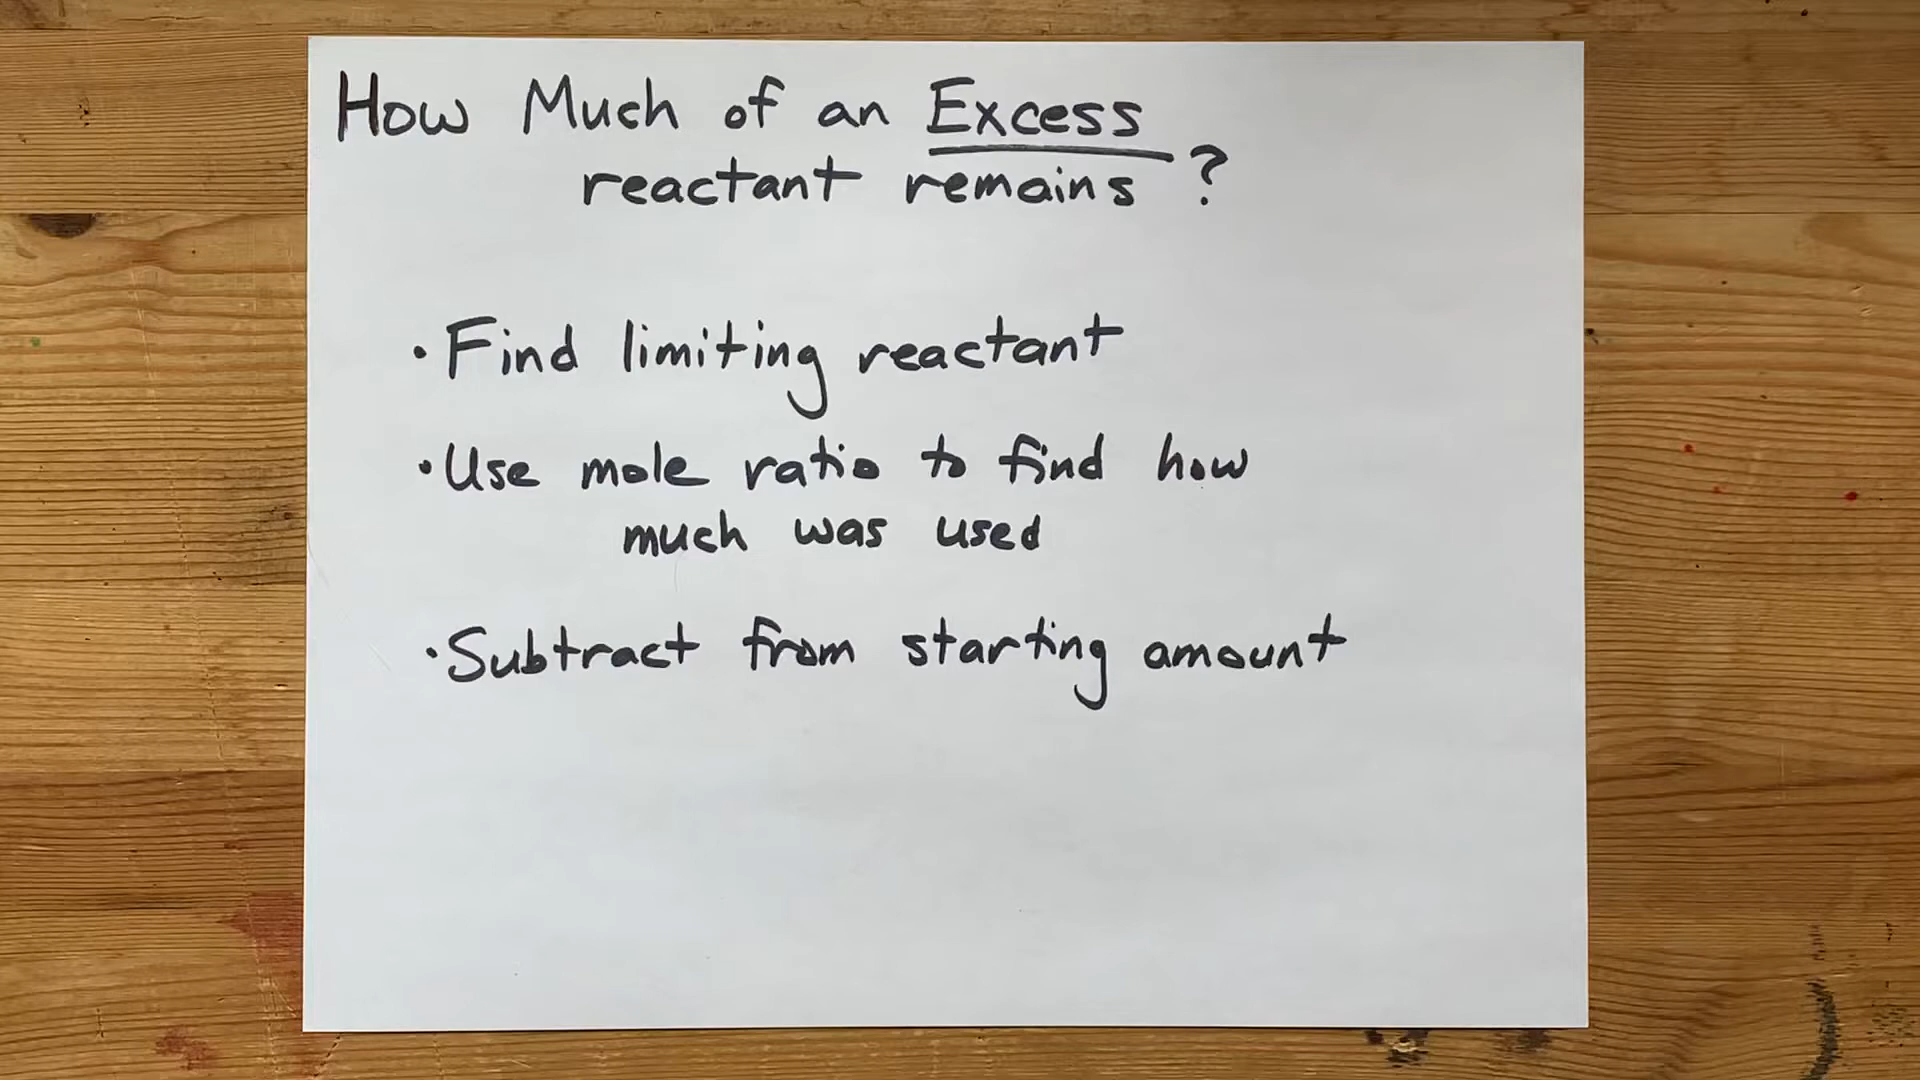 How Much of an Excess
reactant remains?
• Find limiting reactant
• Use mole ratio to find how
much was used
• Subtract from starting amount